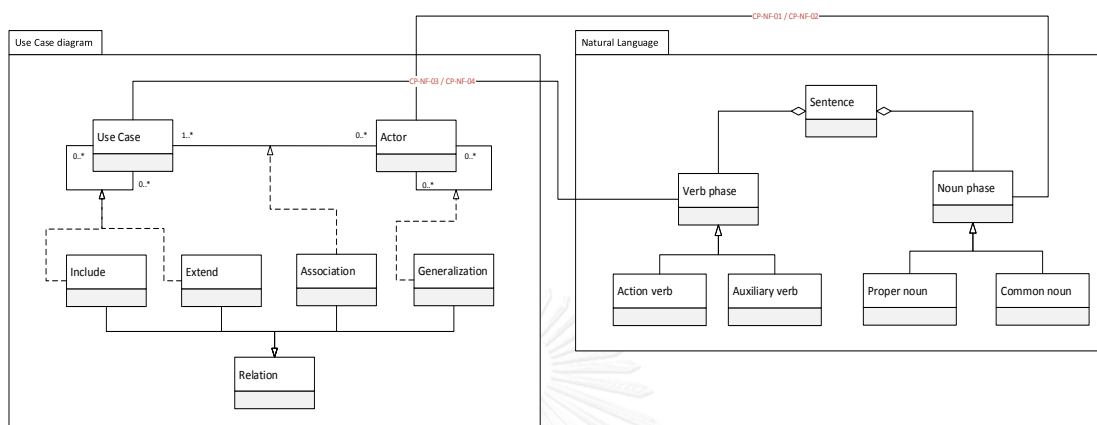 CP-NF-01 / CP-NF-02
Use Case diagram
Natural Language
CP-NF-03 / CP-NF-04
Sentence
Use Case
1..*
0..*
Actor
0..*
0..*
0..*
0..*
Verb phase
Noun phase
Include
Extend
Association
Generalization
Action verb
Auxiliary verb
Proper noun
Common noun
Relation